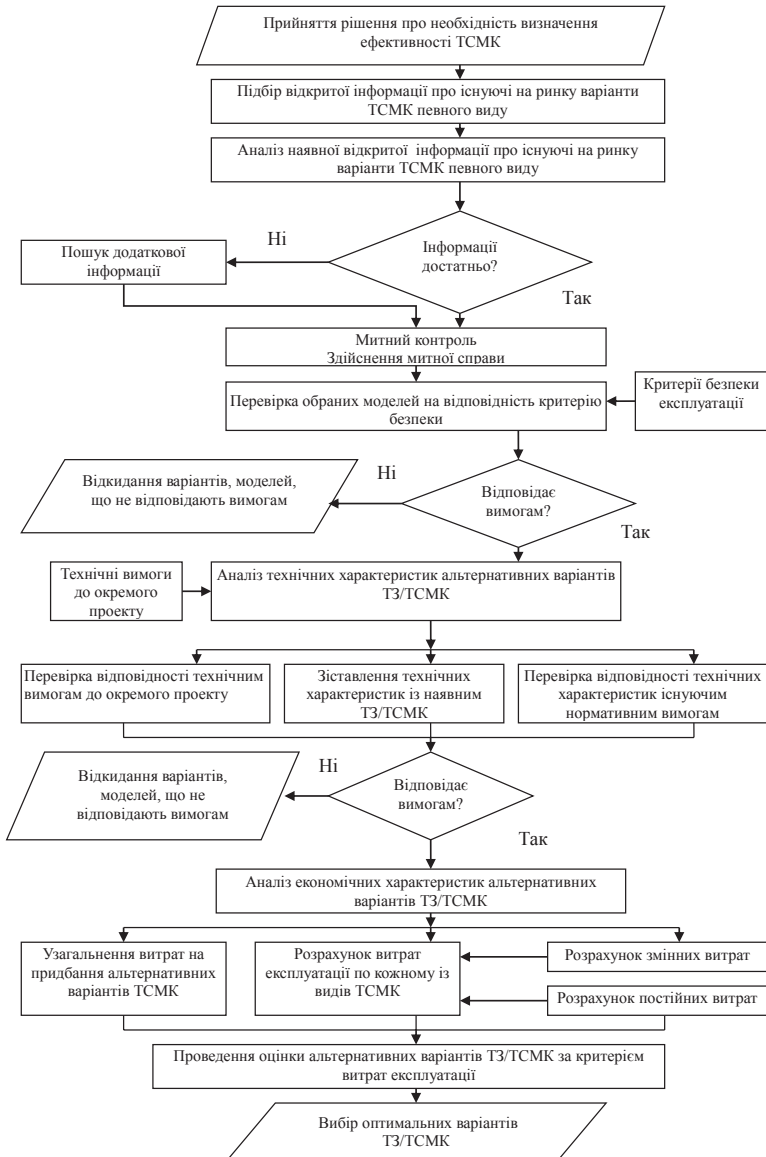 Прийняття рішення про необхідність визначення
ефективності ТСМК
Підбір відкритої інформації про існуючі на ринку варіанти
ТСМК певного виду
Аналіз наявної відкритої інформації про існуючі на ринку
варіанти ТСМК певного виду
Ні
Пошук додаткової
інформації
Інформації
достатньо?
Так
Митний контроль
Здійснення митної справи
Критерії безпеки
експлуатації
Перевірка обраних моделей на відповідність критерію
безпеки
Ні
Відкидання варіантів, моделей,
що не відповідають вимогам
Відповідає
вимогам?
Так
Технічні вимоги
до окремого
проекту
Аналіз технічних характеристик альтернативних варіантів
ТЗ/ТСМК
Перевірка відповідності технічним
вимогам до окремого проекту
Зіставлення технічних
характеристик із наявним
ТЗ/ТСМК
Перевірка відповідності технічних
характеристик існуючим
нормативним вимогам
Ні
Відкидання варіантів,
моделей, що не
відповідають вимогам
Відповідає
вимогам?
Так
Аналіз економічних характеристик альтернативних
варіантів ТЗ/ТСМК
Узагальнення витрат на
придбання альтернативних
варіантів ТСМК
Розрахунок витрат
експлуатації по кожному із
видів ТСМК
Розрахунок змінних витрат
Розрахунок постійних витрат
Проведення оцінки альтернативних варіантів ТЗ/ТСМК за критерієм
витрат експлуатації
Вибір оптимальних варіантів
ТЗ/ТСМК